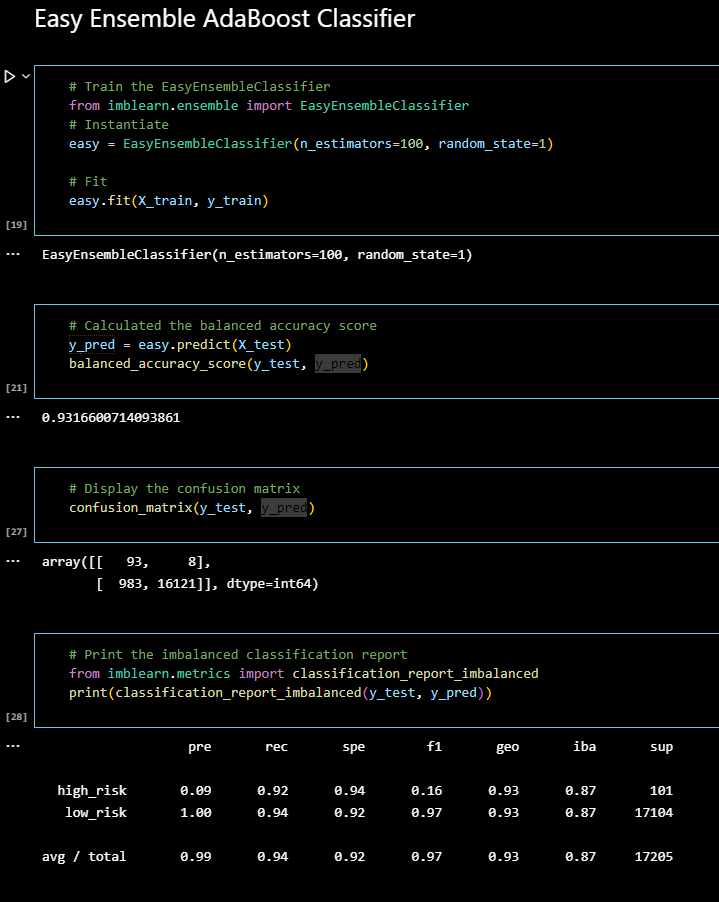 Easy Ensemble AdaBoost Classifier
# Train the EasyEnsembleClassifier
from imblearn.ensemble import EasyEnsembleClassifier
# Instantiate
easy = EasyEnsembleClassifier(n_estimators=100, random_state=1)
# Fit
easy.fit(X_train, y_train)
[19]
... EasyEnsembleClassifier(n_estimators=100, random_state=1)
# Calculated the balanced accuracy score
y_pred = easy.predict(X_test)
balanced_accuracy_score(y_test, y_pred)
[21]
... 0.9316600714093861
# Display the confusion matrix
confusion_matrix(y_test, y_pred)
[27]
... array([[   93,     8],
       [  983, 16121]], dtype=int64)
# Print the imbalanced classification report
from imblearn.metrics import classification_report_imbalanced
print(classification_report_imbalanced(y_test, y_pred))
[28]
... pre rec spe f1 geo iba sup
high_risk 0.09 0.92 0.94 0.16 0.93 0.87 101
low_risk 1.00 0.94 0.92 0.97 0.93 0.87 17104
avg / total 0.99 0.94 0.92 0.97 0.93 0.87 17205